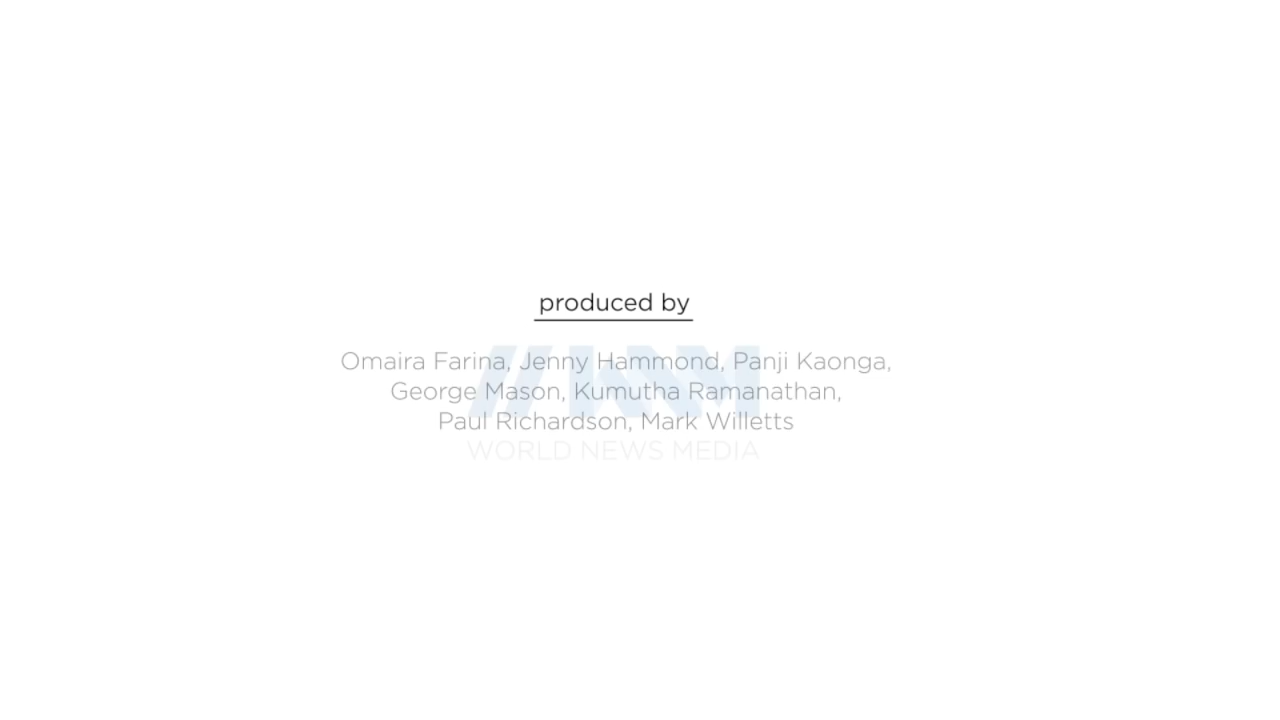 produced by
Omaira Farina, Jenny Hammond, Panji Kaonga,
George Mason, Kumutha Ramanathan,
Paul Richardson, Mark Willetts
//WNM
WORLD NEWS MEDIA